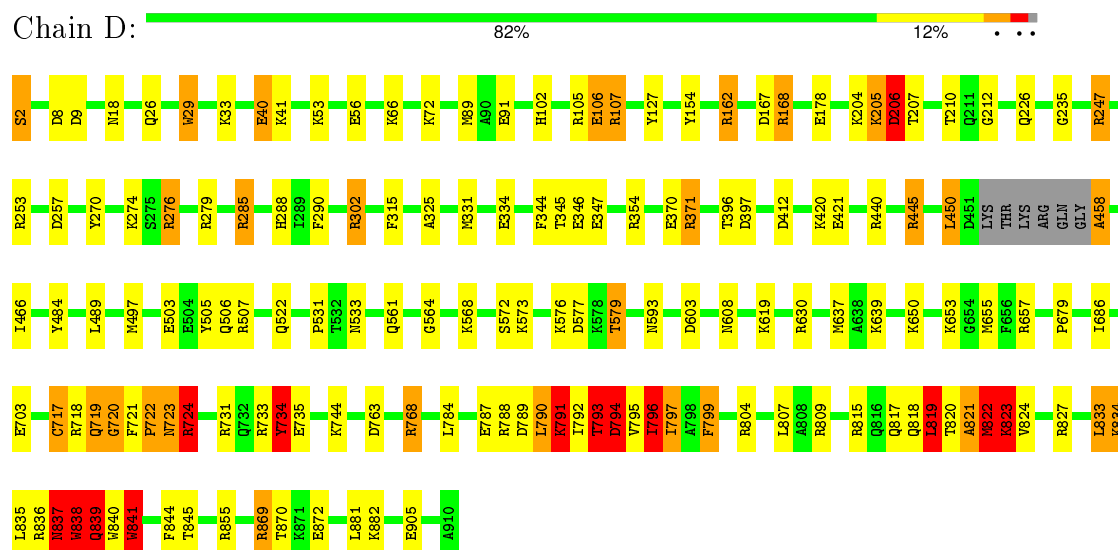 Chain D:
82% 12% • • •
S2 D8 D9 N18 Q26 W29 K33 E40 K41 K53 E56 K66 K72 M89 A90 E91 H102 R105 E106 R107 Y127 Y154 R162 D167 R168 E178 K204 K205 D206 T207 T210 Q211 G212 Q226 G235 R247
R253 D257 Y270 K274 S275 R276 R279 R285 H288 I289 F290 R302 F315 A325 M331 E334 F344 T345 E346 E347 R354 E370 R371 T396 D397 D412 K420 E421 R440 R445 L450 D451 LYS THR LYS ARG GLN GLY A458
I466 Y484 L489 M497 E503 E504 Y505 Q506 R507 Q522 P531 T532 N533 Q561 G564 K568 S572 K573 K576 D577 K578 T579 N593 D603 N608 K619 R630 M637 A638 K639 K650 K653 G654 M655 F656 R657 P679 I686
E703 C717 R718 Q719 G720 F721 P722 N723 R724 R731 Q732 R733 Y734 E735 K744 D763 R768 L784 E787 R788 D789 L790 K791 I792 T793 D794 V795 I796 I797 A798 F799 R804 L807 A808 R809 R815 Q816 Q817 Q818 L819 T820 A821 M822 K823 V824 R827 L833 K834
L835 R836 N837 W838 Q839 W840 W841 F844 T845 R855 R869 T870 K871 E872 L881 K882 E905 A910